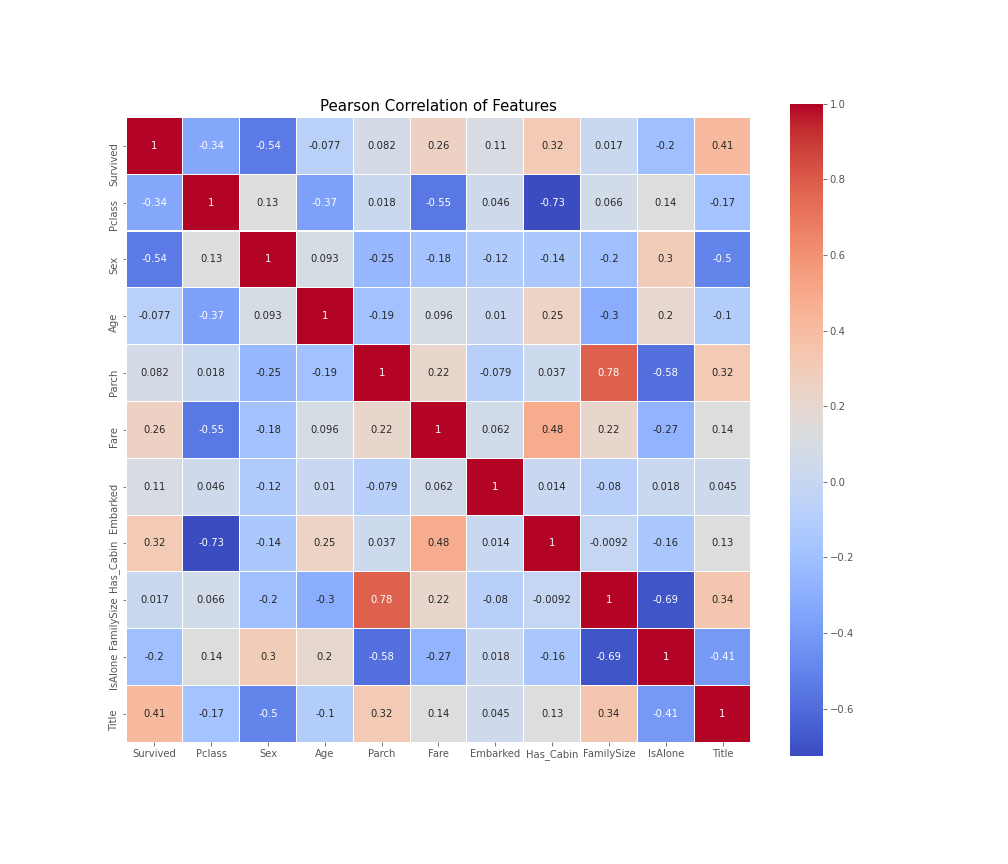 Pearson Correlation of Features
Survived 1 -0.34 -0.54 -0.077 0.082 0.26 0.11 0.32 0.017 -0.2 0.41
Pclass -0.34 1 0.13 -0.37 0.018 -0.55 0.046 -0.73 0.066 0.14 -0.17
Sex -0.54 0.13 1 0.093 -0.25 -0.18 -0.12 -0.14 -0.2 0.3 -0.5
Age -0.077 -0.37 0.093 1 -0.19 0.096 0.01 0.25 -0.3 0.2 -0.1
Parch 0.082 0.018 -0.25 -0.19 1 0.22 -0.079 0.037 0.78 -0.58 0.32
Fare 0.26 -0.55 -0.18 0.096 0.22 1 0.062 0.48 0.22 -0.27 0.14
Embarked 0.11 0.046 -0.12 0.01 -0.079 0.062 1 0.014 -0.08 0.018 0.045
Has_Cabin 0.32 -0.73 -0.14 0.25 0.037 0.48 0.014 1 -0.0092 -0.16 0.13
FamilySize 0.017 0.066 -0.2 -0.3 0.78 0.22 -0.08 -0.0092 1 -0.69 0.34
IsAlone -0.2 0.14 0.3 0.2 -0.58 -0.27 0.018 -0.16 -0.69 1 -0.41
Title 0.41 -0.17 -0.5 -0.1 0.32 0.14 0.045 0.13 0.34 -0.41 1
Survived Pclass Sex Age Parch Fare Embarked Has_Cabin FamilySize IsAlone Title
1.0
0.8
0.6
0.4
0.2
0.0
−0.2
−0.4
−0.6